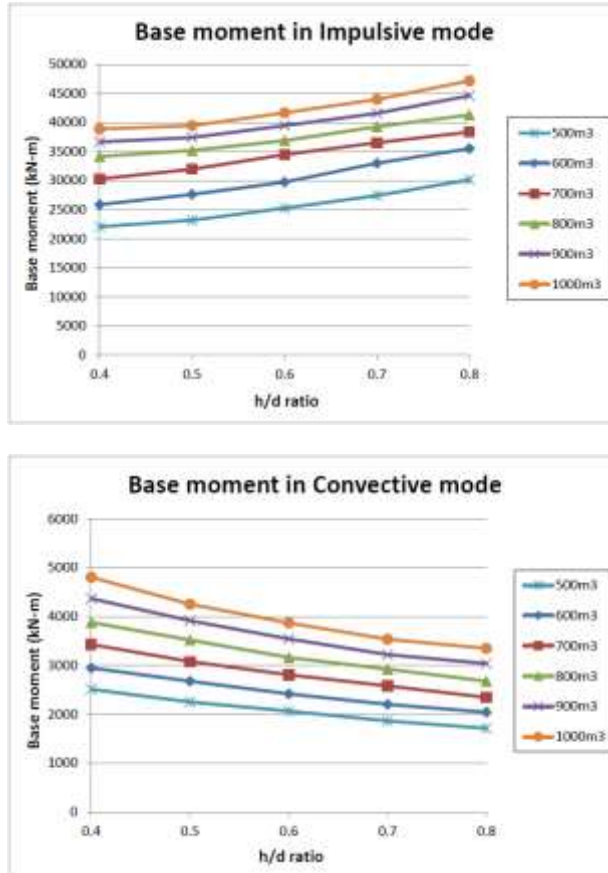 Base moment in Impulsive mode
50000
45000
40000
35000
30000
25000
20000
15000
10000
5000
0
Base moment (kN-m)
0.4 0.5 0.6 0.7 0.8
h/d ratio
500m3
600m3
700m3
800m3
900m3
1000m3
Base moment in Convective mode
6000
5000
4000
3000
2000
1000
0
Base moment (kN-m)
0.4 0.5 0.6 0.7 0.8
h/d ratio
500m3
600m3
700m3
800m3
900m3
1000m3